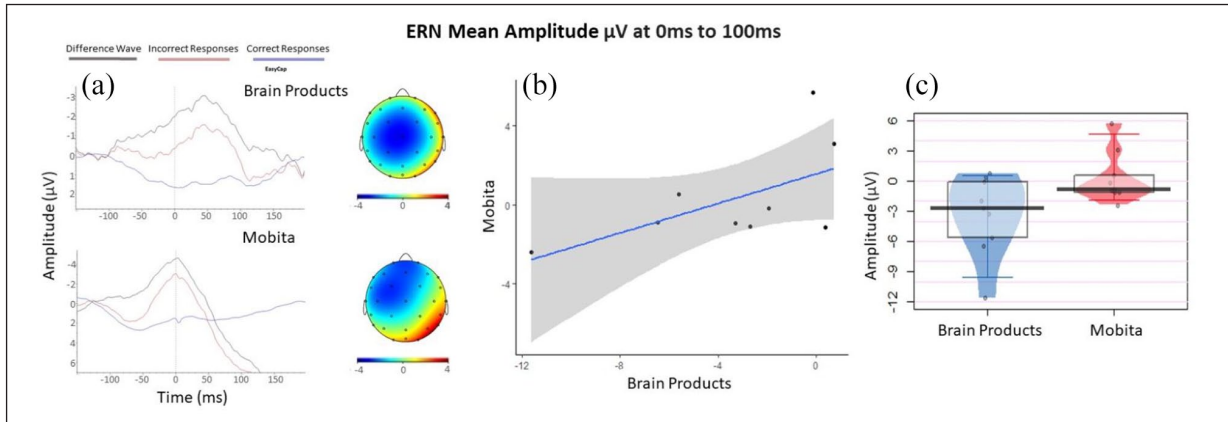 ERN Mean Amplitude µV at 0ms to 100ms
Difference Wave Incorrect Responses Correct Responses
EasyCap
(a)
Brain Products
Amplitude (µV)
-3
-2
-1
0
1
2
-100 -50 0 50 100 150
-4 0 4
Mobita
-4
-2
0
2
4
6
-100 -50 0 50 100 150
Time (ms)
-4 0 4
(b)
Mobita
4
0
-4
-12 -8 -4 0
Brain Products
(c)
Amplitude (µV)
6
3
0
-3
-6
-9
-12
Brain Products Mobita